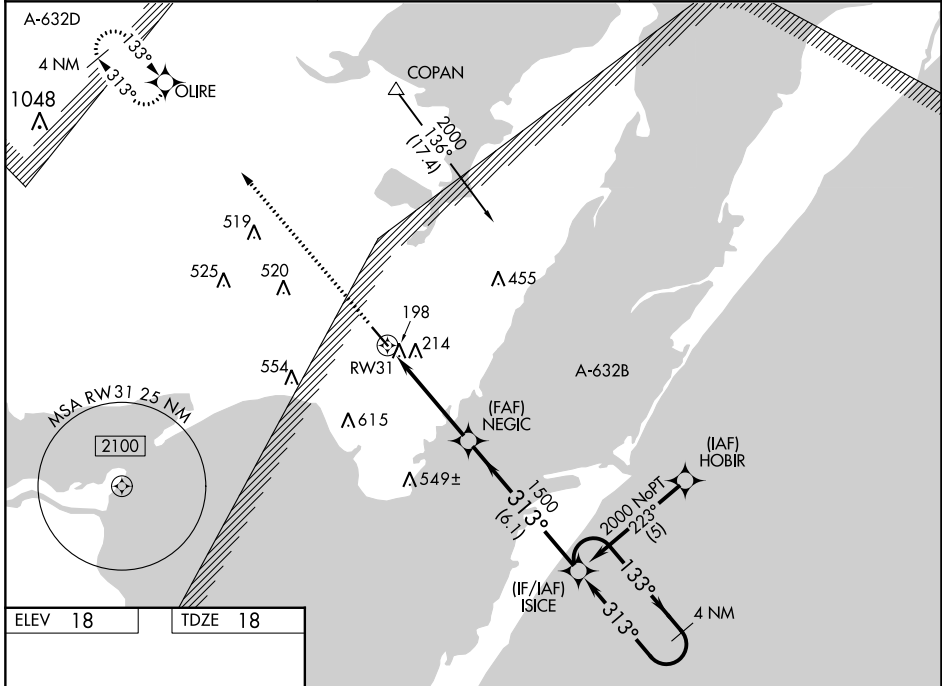 A-632D
133°
4 NM
313°
OLIRE
1048
COPAN
2000
136°
(17.4)
519
525
520
455
198
214
RW31
554
A-632B
MSA RW31 25 NM
2100
615
(FAF)
NEGIC
549±
(IAF)
HOBIR
1500
313°
(6.1)
2000 NoPT
223°
(5)
(IF/IAF)
ISICE
133°
313°
4 NM
ELEV 18
TDZE 18